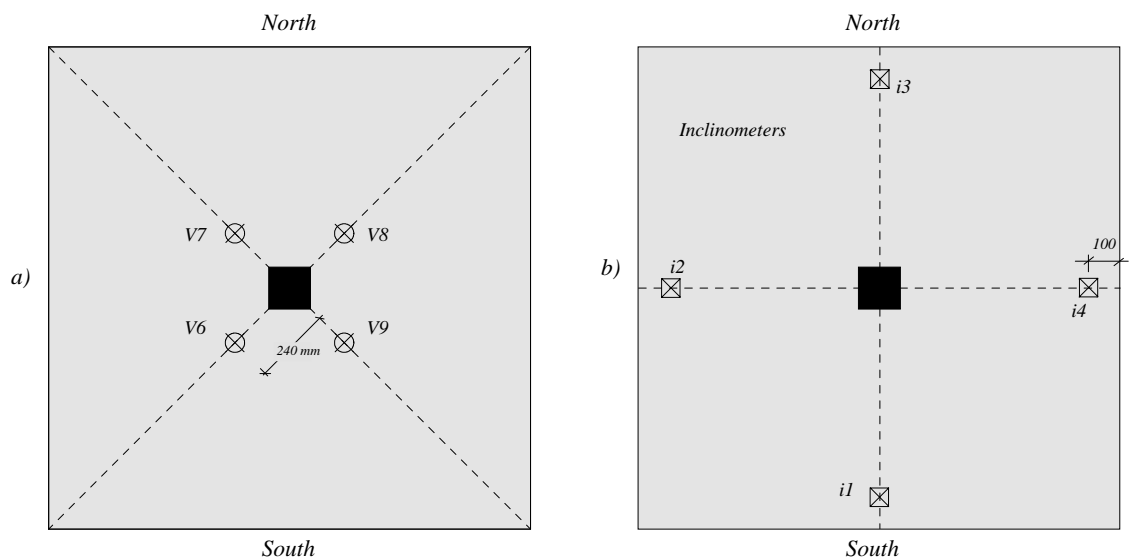 North
V7
V8
a)
V6
V9
240 mm
South
North
i3
Inclinometers
100
i2
b)
i4
i1
South